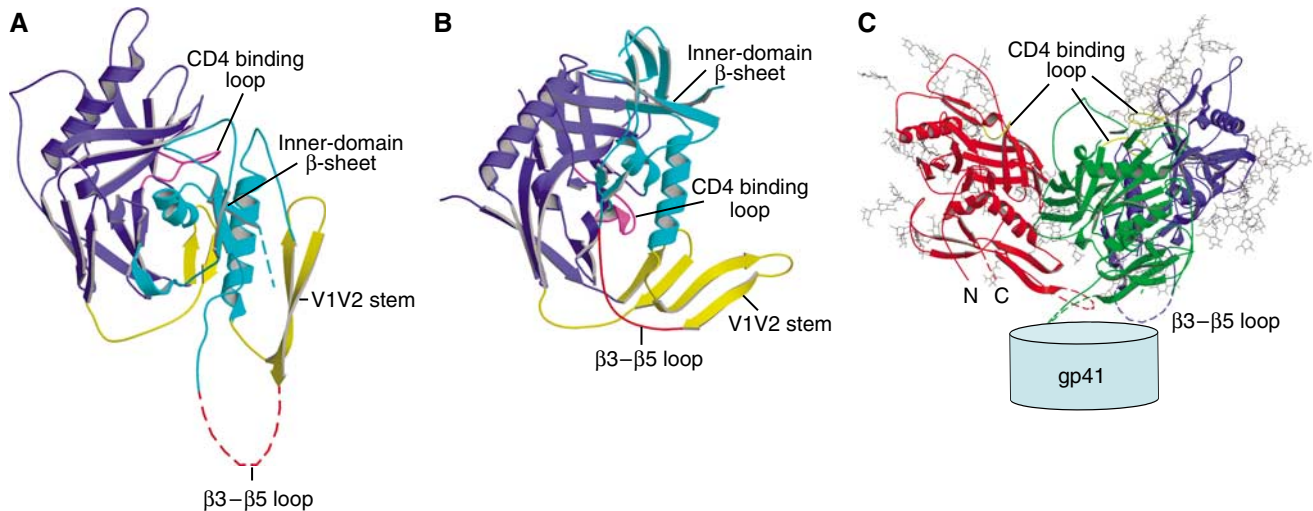 A
CD4 binding
loop
Inner-domain
β-sheet
V1V2 stem
β3–β5 loop
B
Inner-domain
β-sheet
CD4 binding
loop
V1V2 stem
β3–β5 loop
C
CD4 binding
loop
N C
β3–β5 loop
gp41